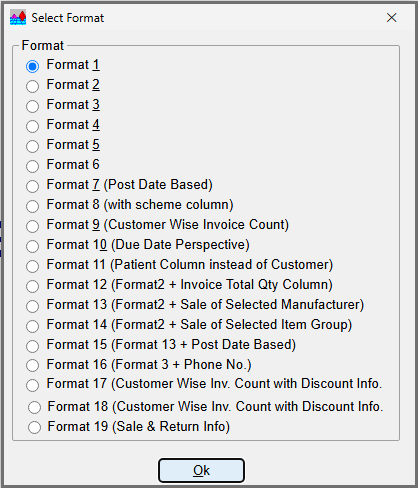 Select Format
Format
Format 1
Format 2
Format 3
Format 4
Format 5
Format 6
Format 7 (Post Date Based)
Format 8 (with scheme column)
Format 9 (Customer Wise Invoice Count)
Format 10 (Due Date Perspective)
Format 11 (Patient Column instead of Customer)
Format 12 (Format2 + Invoice Total Qty Column)
Format 13 (Format2 + Sale of Selected Manufacturer)
Format 14 (Format2 + Sale of Selected Item Group)
Format 15 (Format 13 + Post Date Based)
Format 16 (Format 3 + Phone No.)
Format 17 (Customer Wise Inv. Count with Discount Info.
Format 18 (Customer Wise Inv. Count with Discount Info.
Format 19 (Sale & Return Info)
Ok